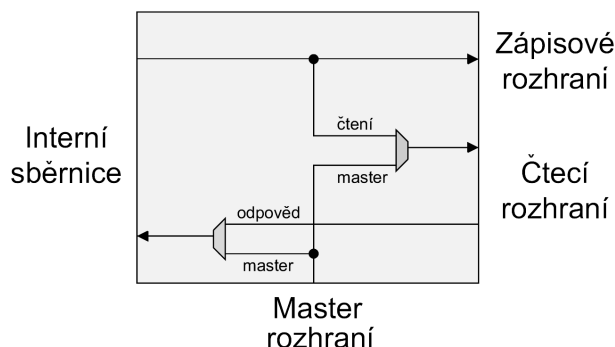 Zápisové
rozhraní
čtení
Interní
sběrnice
master
Čtecí
rozhraní
odpověd
master
Master
rozhraní